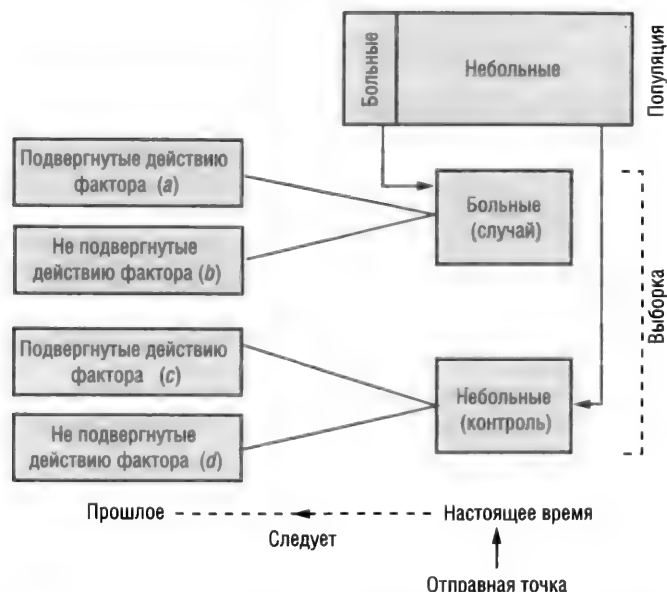 Больные
Небольные
Популяция
Подвергнутые действию
фактора (a)
Не подвергнутые
действию фактора (b)
Больные
(случай)
Подвергнутые действию
фактора (c)
Не подвергнутые
действию фактора (d)
Небольные
(контроль)
Выборка
Прошлое
Настоящее время
Следует
Отправная точка